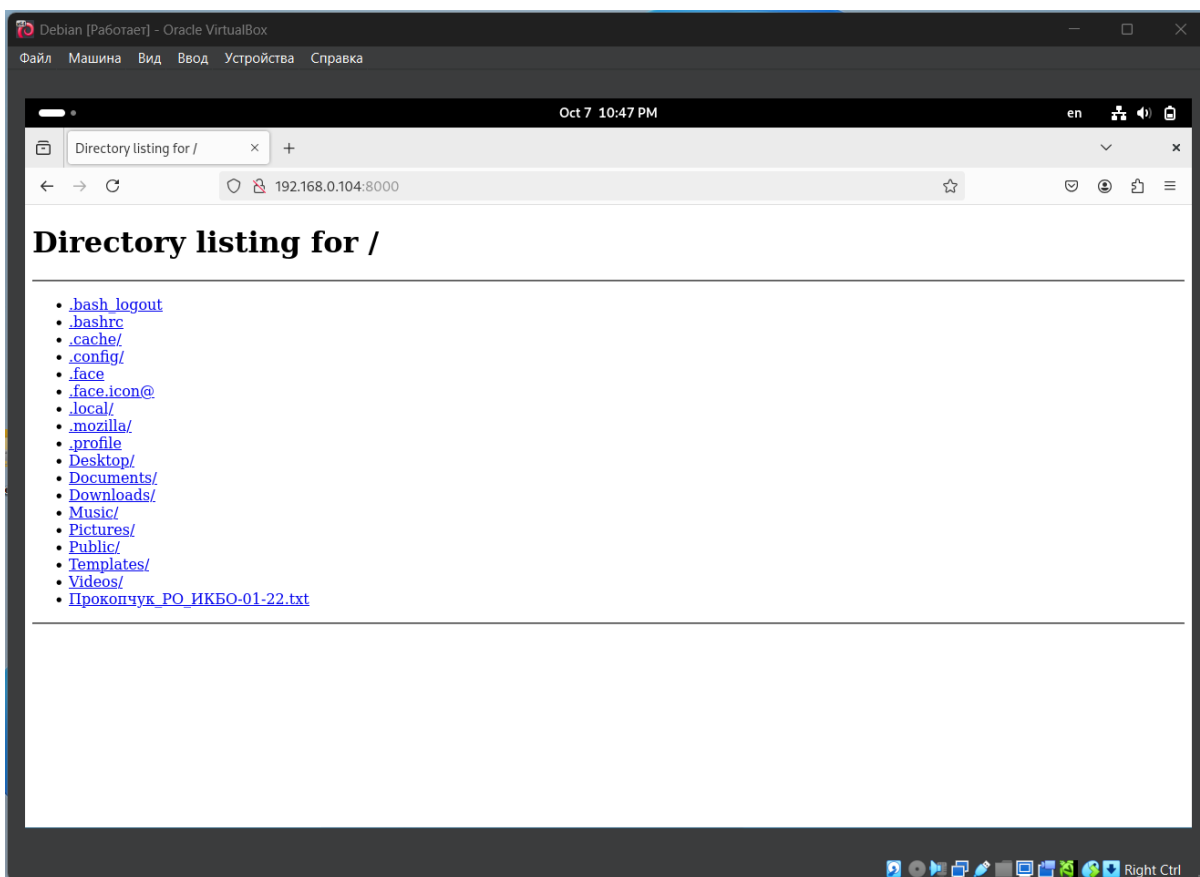 Debian [Работает] - Oracle VirtualBox
Файл Машина Вид Ввод Устройства Справка
Oct 7 10:47 PM en
Directory listing for /
192.168.0.104:8000
Directory listing for /
.bash_logout
.bashrc
.cache/
.config/
.face
.face.icon@
.local/
.mozilla/
.profile
Desktop/
Documents/
Downloads/
Music/
Pictures/
Public/
Templates/
Videos/
Прокопчук_РО_ИКБО-01-22.txt
Right Ctrl